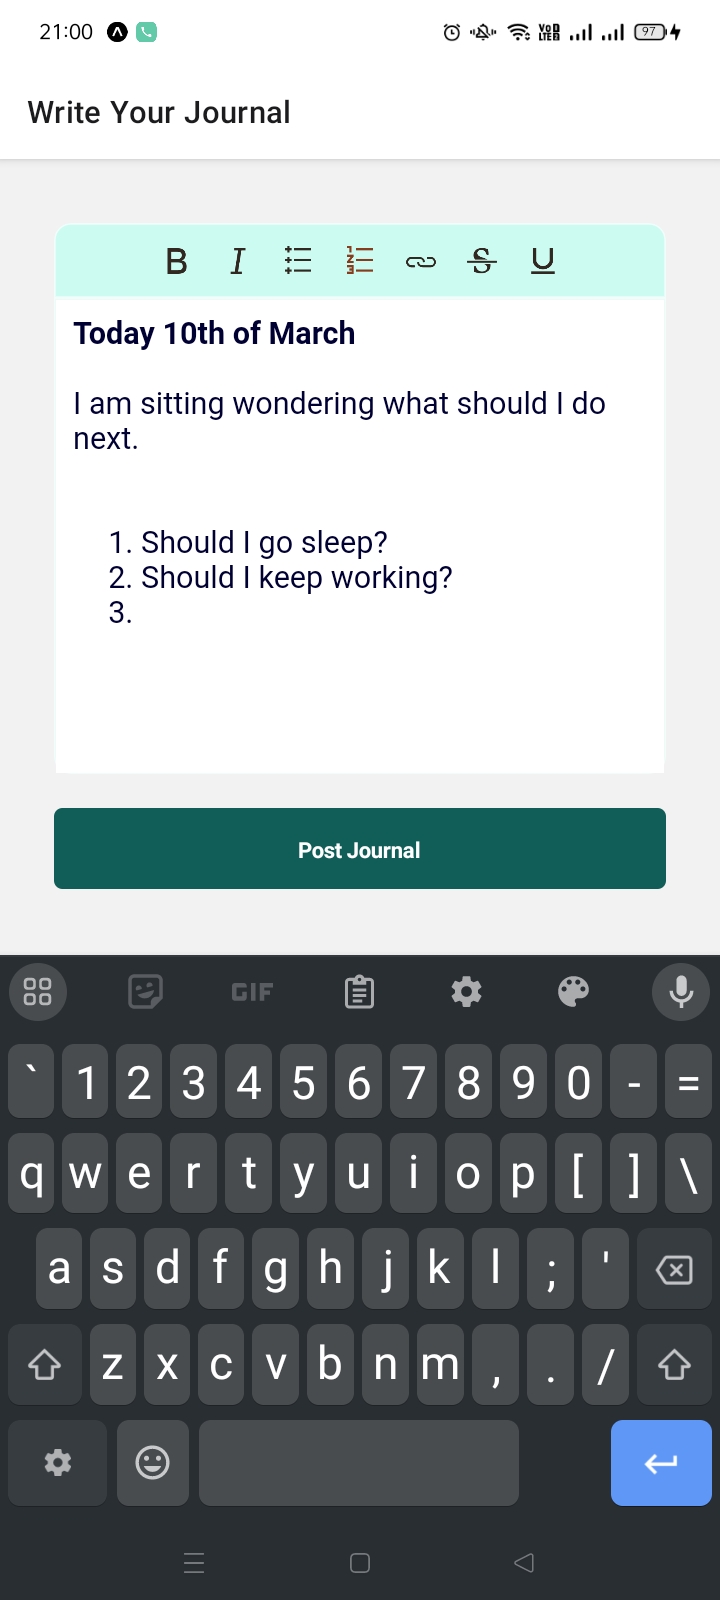 21:00
VoD
LTE2
97
Write Your Journal
B I S U
Today 10th of March
I am sitting wondering what should I do
next.
1. Should I go sleep?
2. Should I keep working?
3.
Post Journal
GIF
` 1 2 3 4 5 6 7 8 9 0 - =
q w e r t y u i o p [ ] \
a s d f g h j k l ; '
z x c v b n m , . /